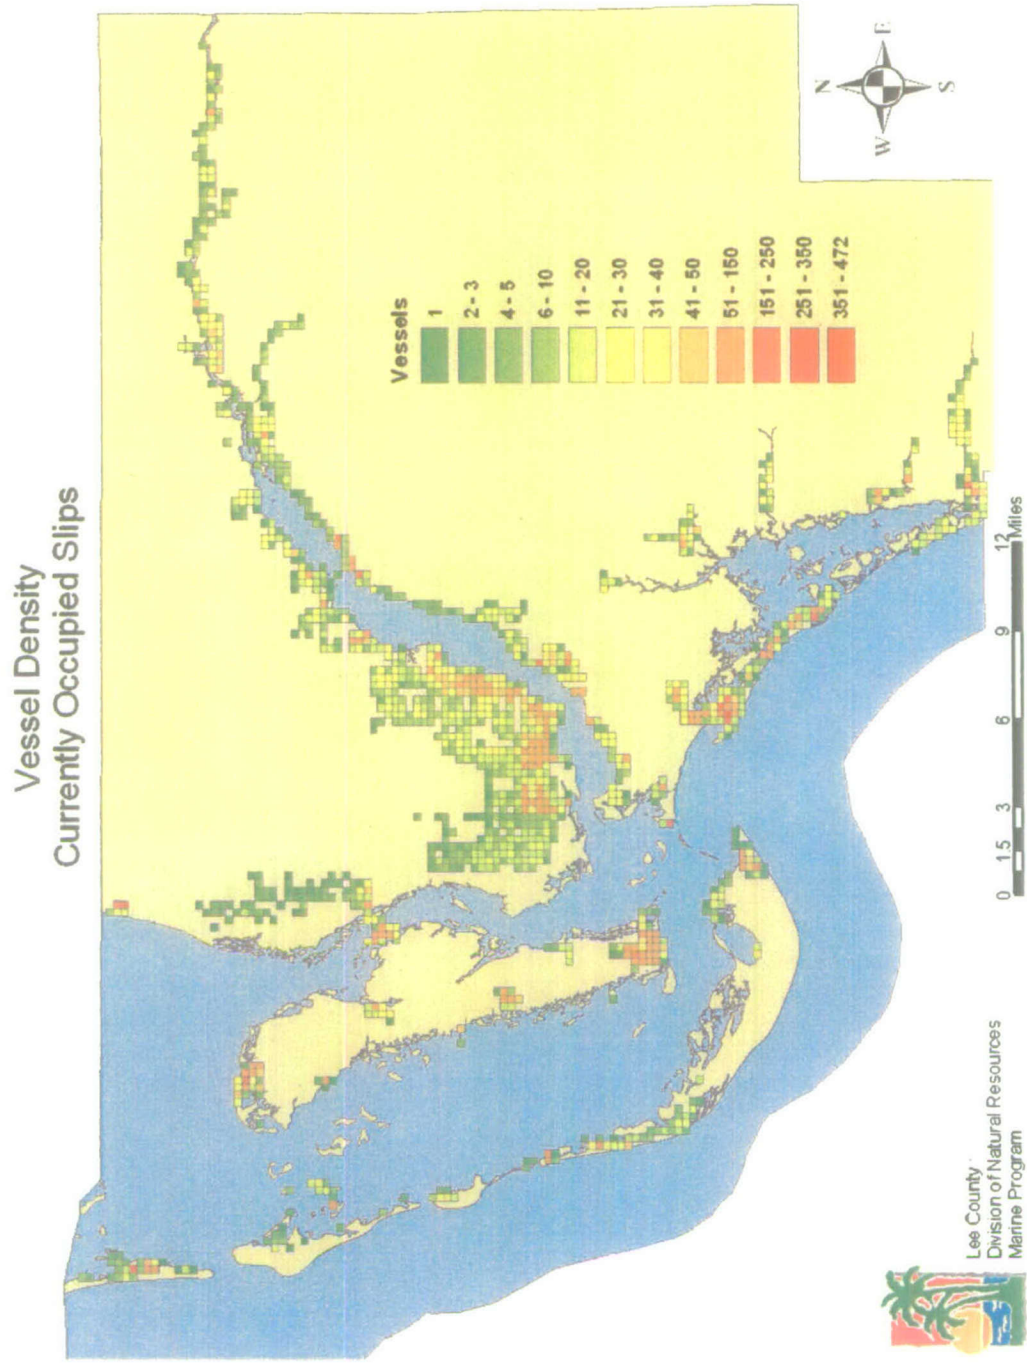 Vessel Density
Currently Occupied Slips
N
W
E
S
Vessels
1
2 - 3
4 - 5
6 - 10
11 - 20
21 - 30
31 - 40
41 - 50
51 - 150
151 - 250
251 - 350
351 - 472
0 1.5 3 6 9 12 Miles
Lee County
Division of Natural Resources
Marine Program